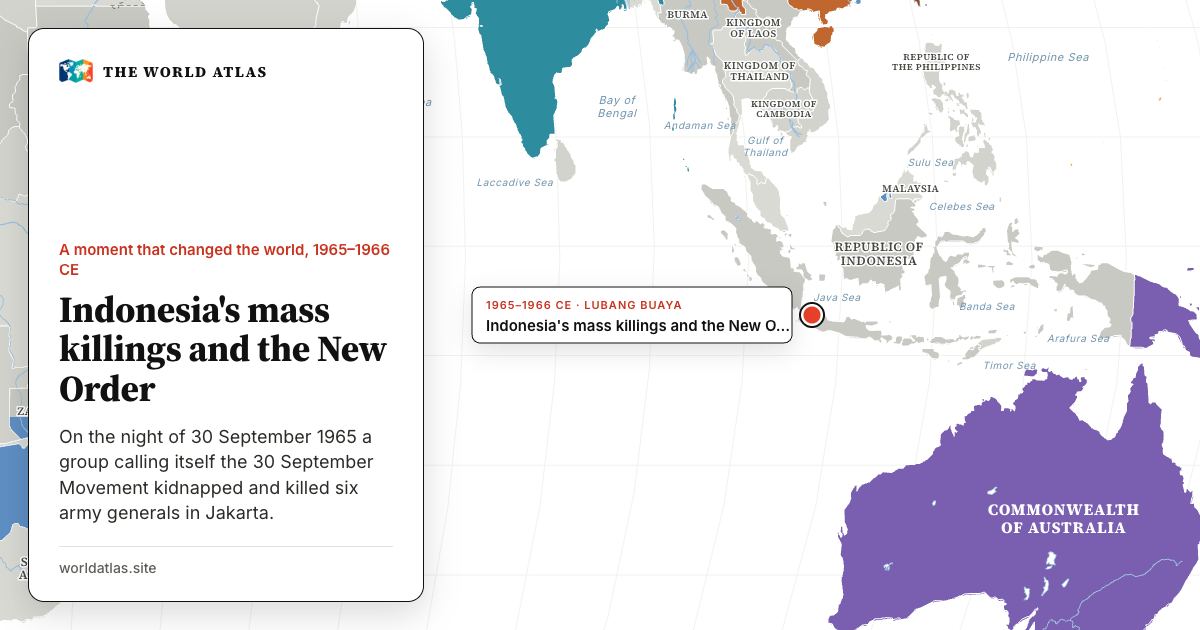 THE WORLD ATLAS
A moment that changed the world, 1965–1966
CE
Indonesia's mass
killings and the New
Order
On the night of 30 September 1965 a
group calling itself the 30 September
Movement kidnapped and killed six
army generals in Jakarta.
worldatlas.site
1965–1966 CE · LUBANG BUAYA
Indonesia's mass killings and the New O...
BURMA
KINGDOM
OF LAOS
KINGDOM OF
THAILAND
KINGDOM OF
CAMBODIA
REPUBLIC OF
THE PHILIPPINES
Philippine Sea
Bay of
Bengal
Andaman Sea
Gulf of
Thailand
Laccadive Sea
Sulu Sea
MALAYSIA
Celebes Sea
REPUBLIC OF
INDONESIA
Java Sea
Banda Sea
Arafura Sea
Timor Sea
COMMONWEALTH
OF AUSTRALIA